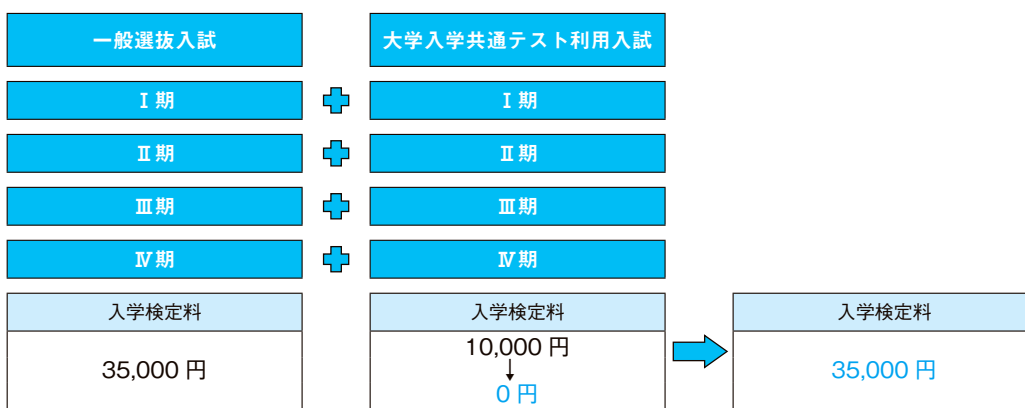 一般選抜入試
大学入学共通テスト利用入試
Ⅰ期
Ⅰ期
Ⅱ期
Ⅱ期
Ⅲ期
Ⅲ期
Ⅳ期
Ⅳ期
入学検定料
入学検定料
入学検定料
35,000 円
10,000 円
0 円
35,000 円